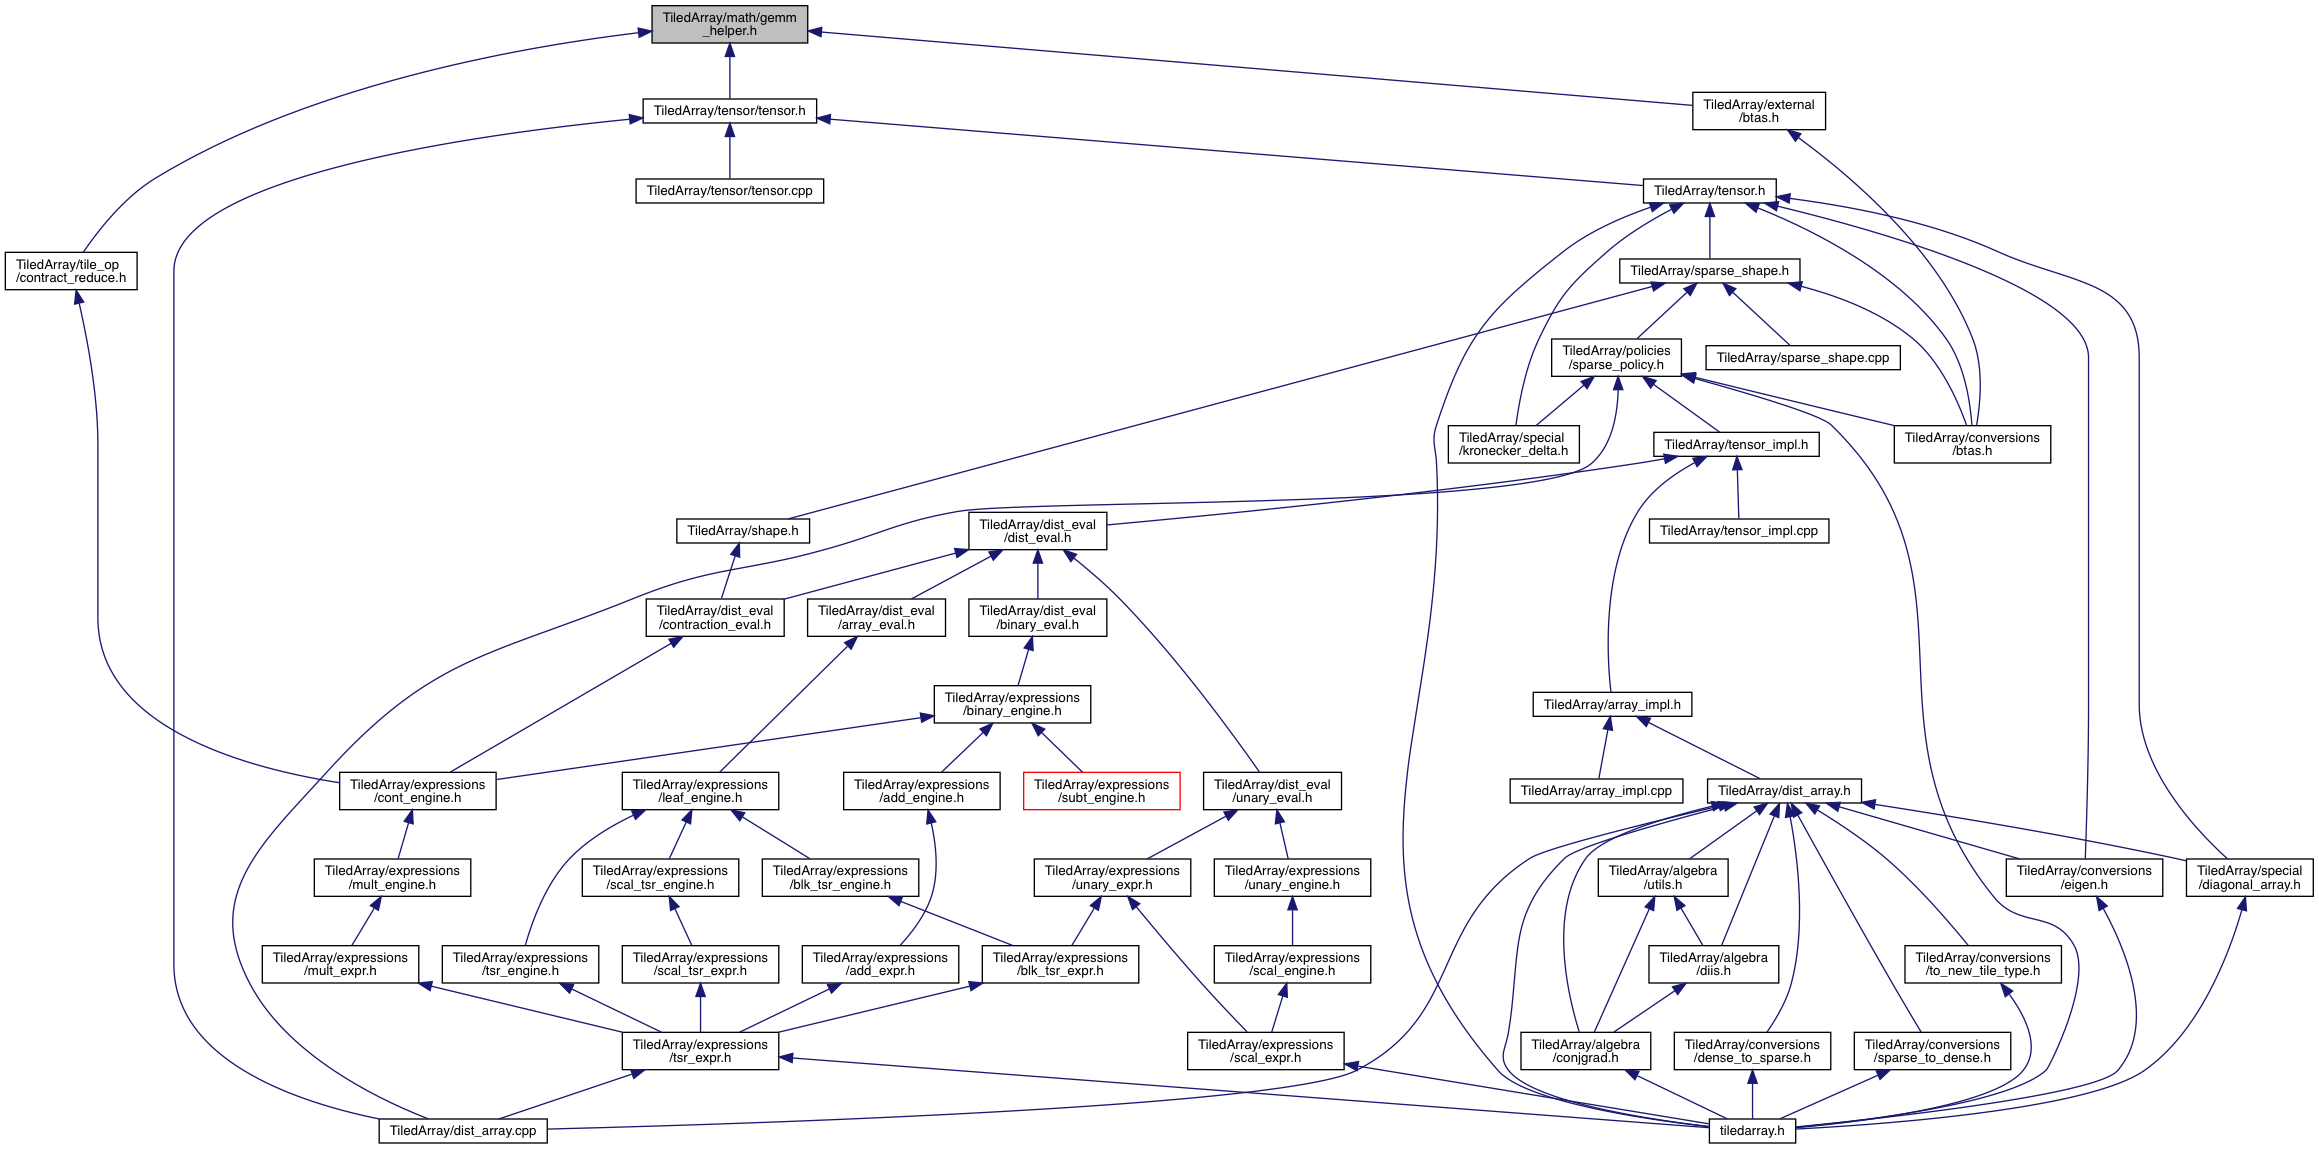 TiledArray/math/gemm
_helper.h
TiledArray/external
/btas.h
TiledArray/tensor/tensor.h
TiledArray/tensor/tensor.cpp
TiledArray/tensor.h
TiledArray/tile_op
/contract_reduce.h
TiledArray/sparse_shape.h
TiledArray/policies
/sparse_policy.h
TiledArray/sparse_shape.cpp
TiledArray/special
/kronecker_delta.h
TiledArray/tensor_impl.h
TiledArray/conversions
/btas.h
TiledArray/shape.h
TiledArray/dist_eval
/dist_eval.h
TiledArray/tensor_impl.cpp
TiledArray/dist_eval
/contraction_eval.h
TiledArray/dist_eval
/array_eval.h
TiledArray/dist_eval
/binary_eval.h
TiledArray/expressions
/binary_engine.h
TiledArray/array_impl.h
TiledArray/expressions
/cont_engine.h
TiledArray/expressions
/leaf_engine.h
TiledArray/expressions
/add_engine.h
TiledArray/expressions
/subt_engine.h
TiledArray/dist_eval
/unary_eval.h
TiledArray/array_impl.cpp
TiledArray/dist_array.h
TiledArray/expressions
/mult_engine.h
TiledArray/expressions
/scal_tsr_engine.h
TiledArray/expressions
/blk_tsr_engine.h
TiledArray/expressions
/unary_expr.h
TiledArray/expressions
/unary_engine.h
TiledArray/algebra
/utils.h
TiledArray/conversions
/eigen.h
TiledArray/special
/diagonal_array.h
TiledArray/expressions
/mult_expr.h
TiledArray/expressions
/tsr_engine.h
TiledArray/expressions
/scal_tsr_expr.h
TiledArray/expressions
/add_expr.h
TiledArray/expressions
/blk_tsr_expr.h
TiledArray/expressions
/scal_engine.h
TiledArray/algebra
/diis.h
TiledArray/conversions
/to_new_tile_type.h
TiledArray/expressions
/tsr_expr.h
TiledArray/expressions
/scal_expr.h
TiledArray/algebra
/conjgrad.h
TiledArray/conversions
/dense_to_sparse.h
TiledArray/conversions
/sparse_to_dense.h
TiledArray/dist_array.cpp
tiledarray.h